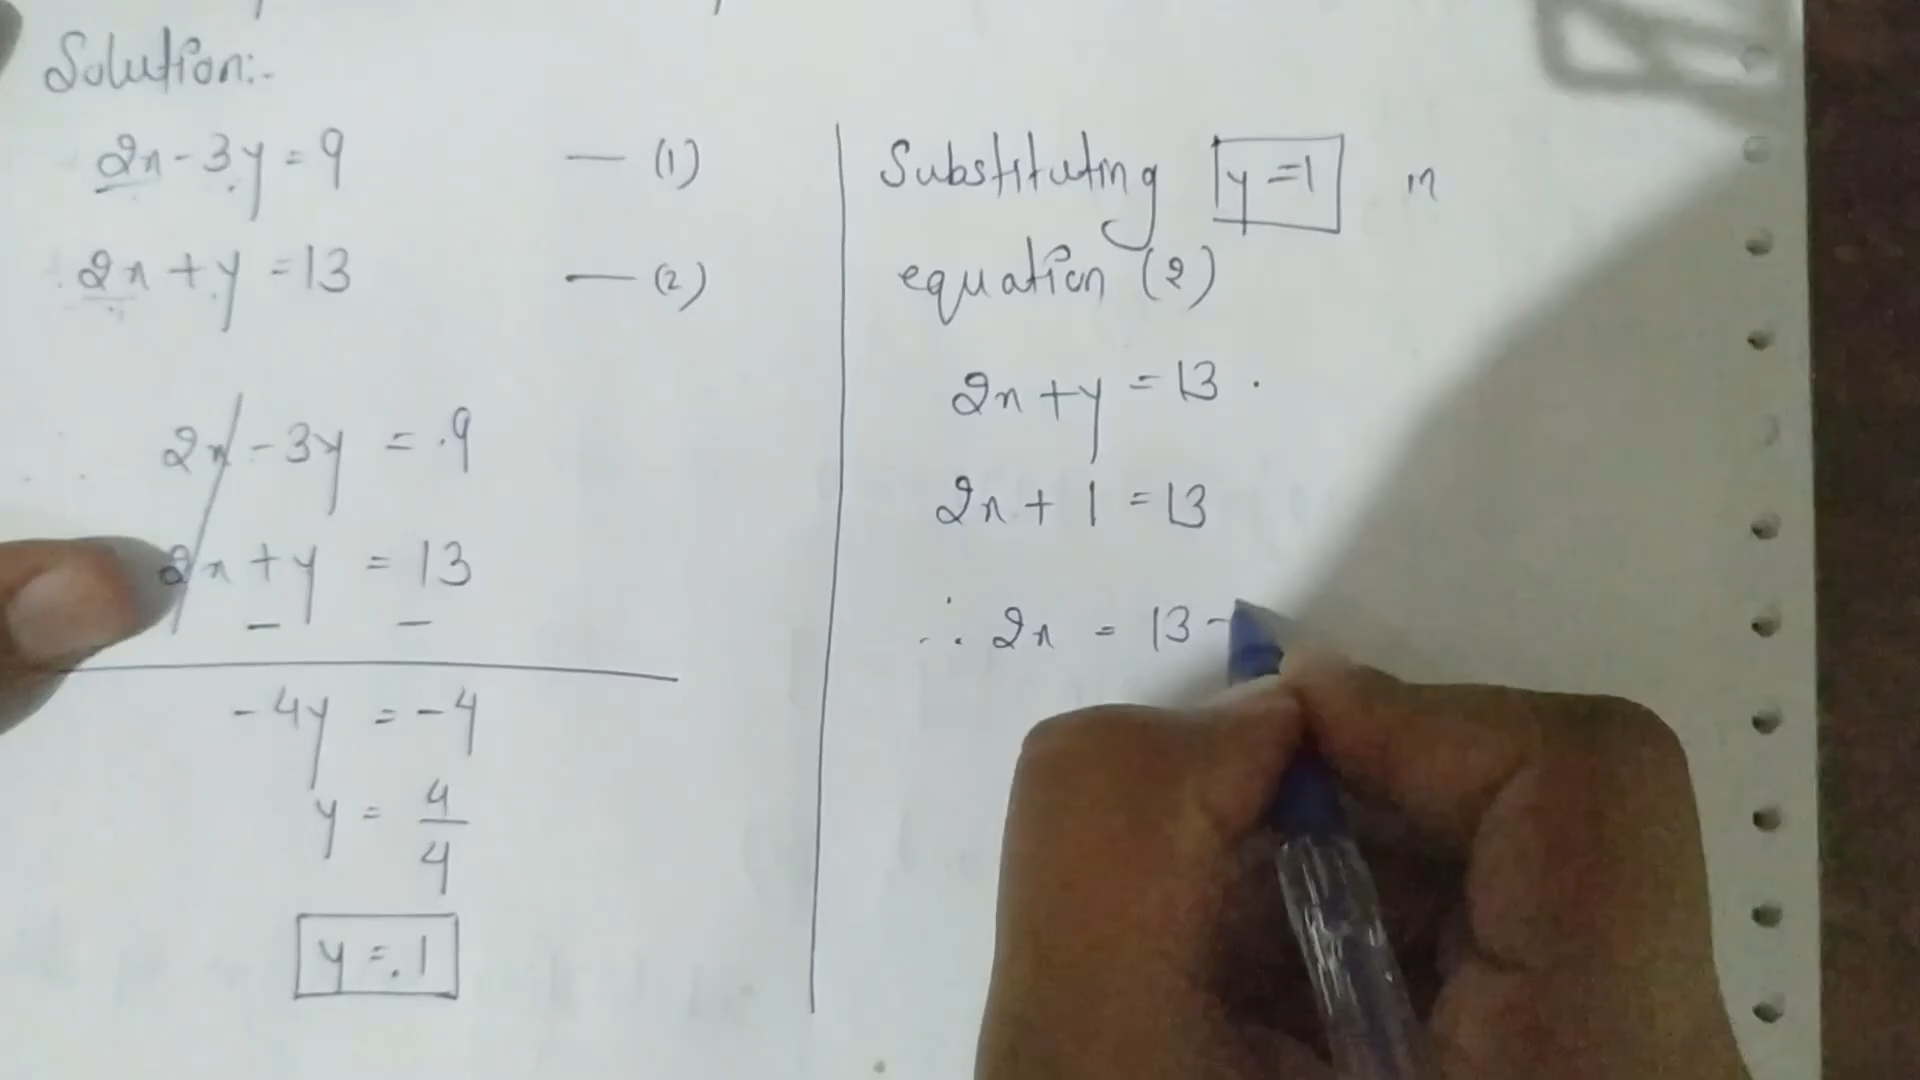 Solution:-
2x - 3y = 9 — (1)
2x + y = 13 — (2)
2x - 3y = 9
2x + y = 13
- -
-4y = -4
y = 4/4
y = 1
Substituting y = 1 in
equation (2)
2x + y = 13.
2x + 1 = 13
∴ 2x = 13 -